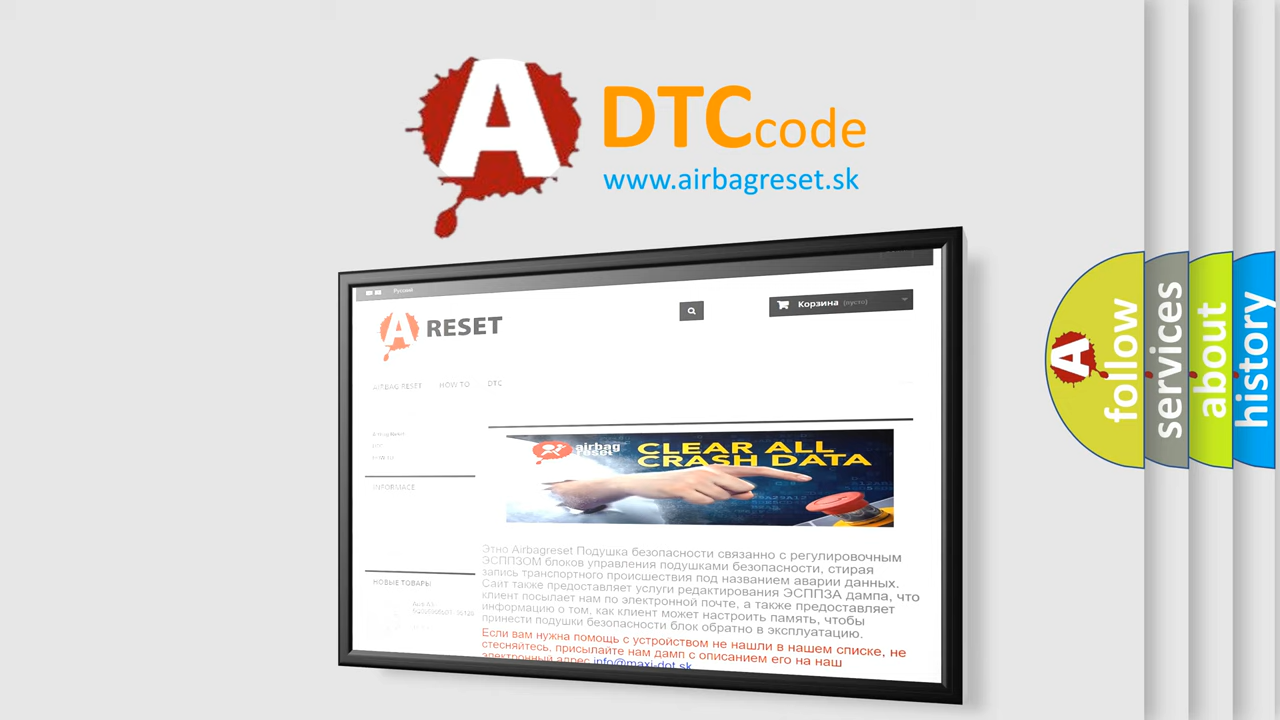 A DTC code
www.airbagreset.sk
Русский
Корзина (пусто)
A RESET
AIRBAG RESET HOW TO DTC
INFORMACE
airbag
reset
CLEAR ALL
CRASH DATA
Этно Airbagreset Подушка безопасности связанно с регулировочным
ЭСППЗОМ блоков управления подушками безопасности, стирая
запись транспортного происшествия под названием аварии данных.
Сайт также предоставляет услуги редактирования ЭСППЗА дампа, что
клиент посылает нам по электронной почте, а также предоставляет
информацию о том, как клиент может настроить память, чтобы
принести подушки безопасности блок обратно в эксплуатацию.
Если вам нужна помощь с устройством не нашли в нашем списке, не
стесняйтесь, присылайте нам дамп с описанием его на наш
электронный адрес info@maxi-dot.sk
НОВЫЕ ТОВАРЫ
A follow
services
about
history